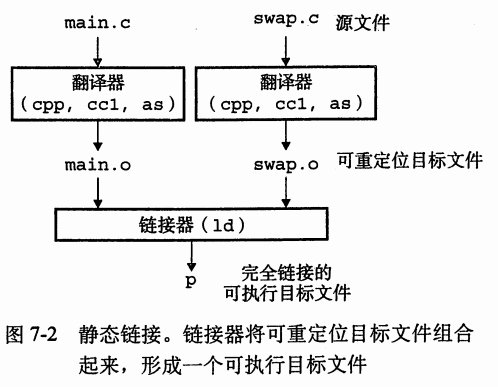 main.c swap.c 源文件
翻译器 翻译器
(cpp, cc1, as) (cpp, cc1, as)
main.o swap.o 可重定位目标文件
链接器(ld)
p 完全链接的
可执行目标文件
图 7-2 静态链接。链接器将可重定位目标文件组合
起来，形成一个可执行目标文件